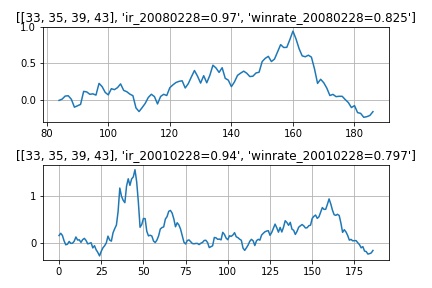 [[33, 35, 39, 43], 'ir_20080228=0.97', 'winrate_20080228=0.825']
1.0
0.5
0.0
80 100 120 140 160 180
[[33, 35, 39, 43], 'ir_20010228=0.94', 'winrate_20010228=0.797']
1
0
0 25 50 75 100 125 150 175